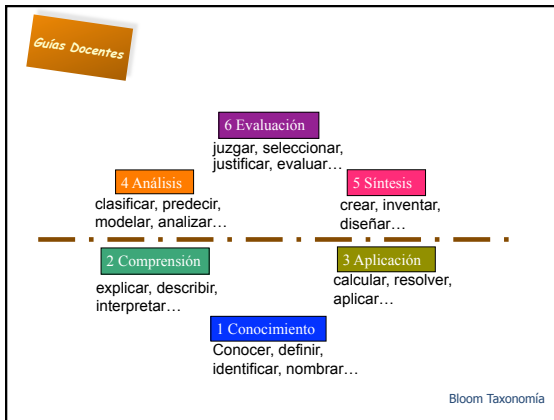 Guías Docentes
6 Evaluación
juzgar, seleccionar,
justificar, evaluar…
4 Análisis
clasificar, predecir,
modelar, analizar…
5 Síntesis
crear, inventar,
diseñar…
2 Comprensión
explicar, describir,
interpretar…
3 Aplicación
calcular, resolver,
aplicar…
1 Conocimiento
Conocer, definir,
identificar, nombrar…
Bloom Taxonomía